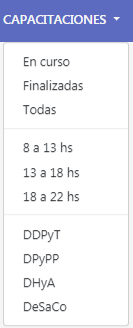 CAPACITACIONES
En curso
Finalizadas
Todas
8 a 13 hs
13 a 18 hs
18 a 22 hs
DDPyT
DPyPP
DHyA
DeSaCo